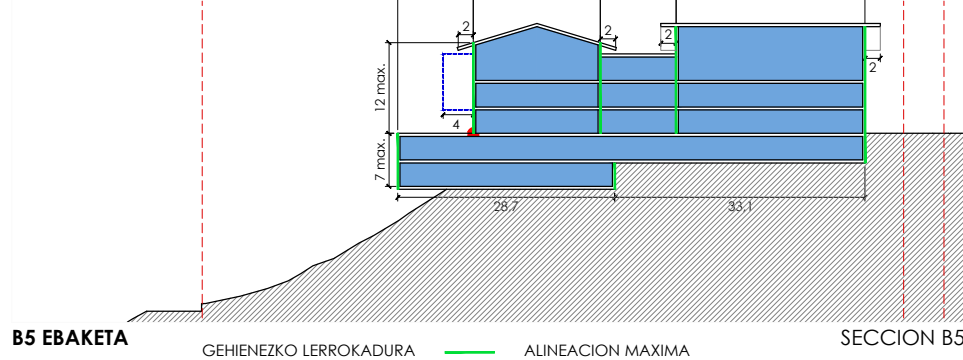 2
2
2
2
12 max.
4
7 max.
28,7
33,1
B5 EBAKETA
SECCION B5
GEHIENEZKO LERROKADURA
ALINEACION MAXIMA